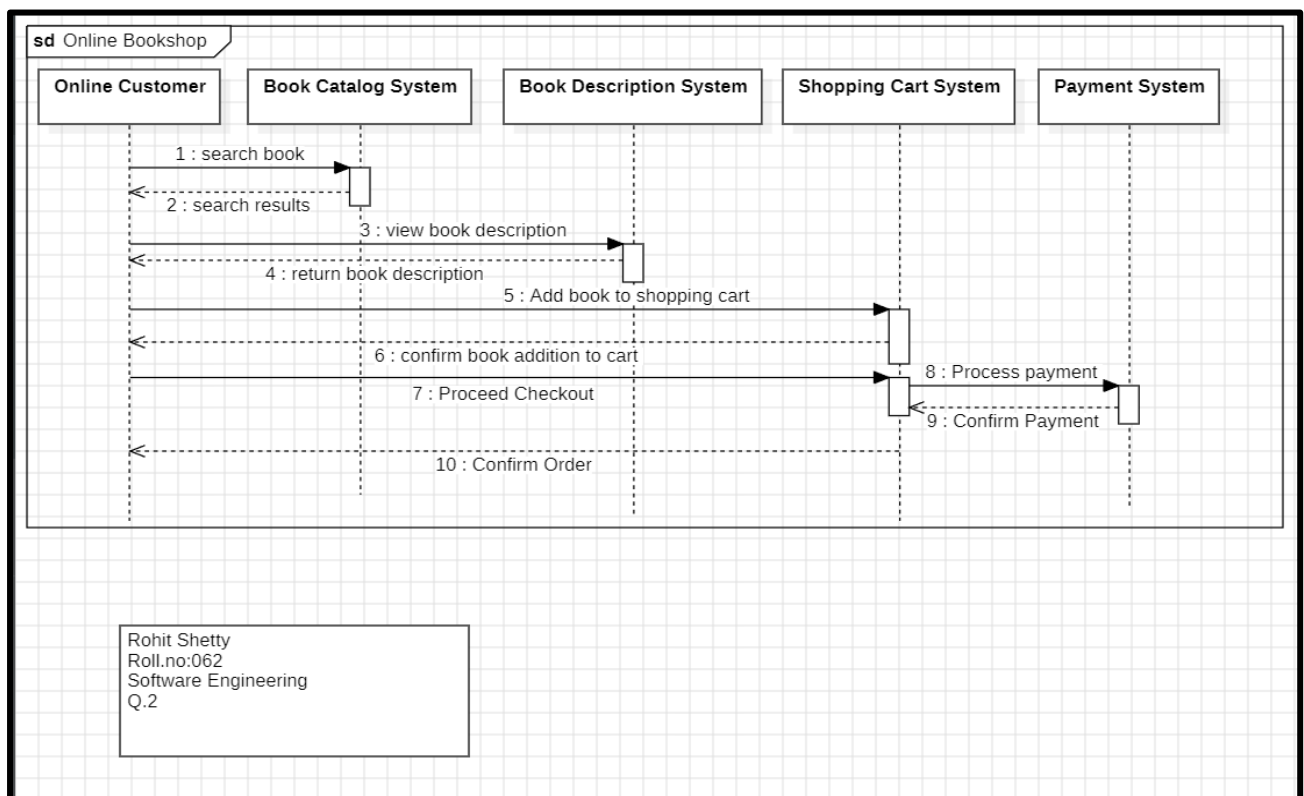 sd Online Bookshop
Online Customer
Book Catalog System
Book Description System
Shopping Cart System
Payment System
1 : search book
2 : search results
3 : view book description
4 : return book description
5 : Add book to shopping cart
6 : confirm book addition to cart
7 : Proceed Checkout
8 : Process payment
9 : Confirm Payment
10 : Confirm Order
Rohit Shetty
Roll.no:062
Software Engineering
Q.2